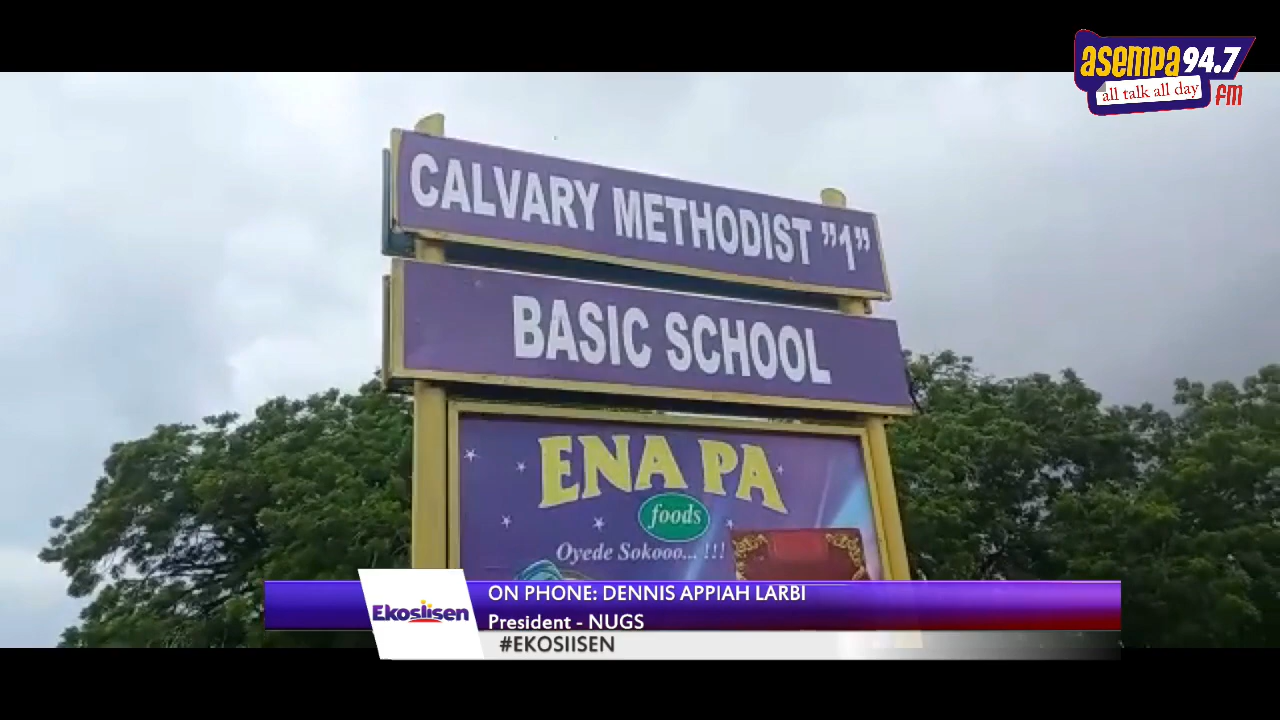 asempa 94.7
all talk all day FM
CALVARY METHODIST "1"
BASIC SCHOOL
ENA PA
foods
Oyede Sokooo... !!!
ON PHONE: DENNIS APPIAH LARBI
Ekosiisen
President - NUGS
#EKOSIISEN